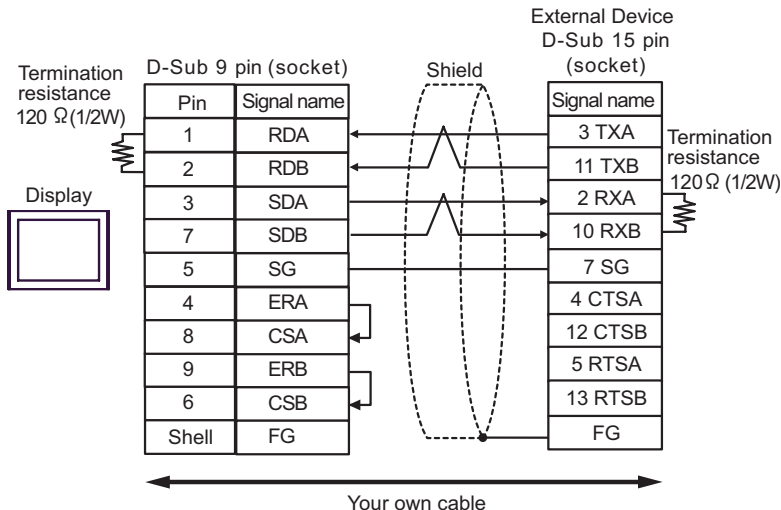 External Device
D-Sub 15 pin
(socket)
D-Sub 9 pin (socket)
Shield
Termination
resistance
120 Ω(1/2W)
Pin Signal name
Signal name
1 RDA
3 TXA
2 RDB
11 TXB
3 SDA
2 RXA
7 SDB
10 RXB
5 SG
7 SG
4 ERA
4 CTSA
8 CSA
12 CTSB
9 ERB
5 RTSA
6 CSB
13 RTSB
Shell FG
FG
Termination
resistance
120Ω (1/2W)
Display
Your own cable